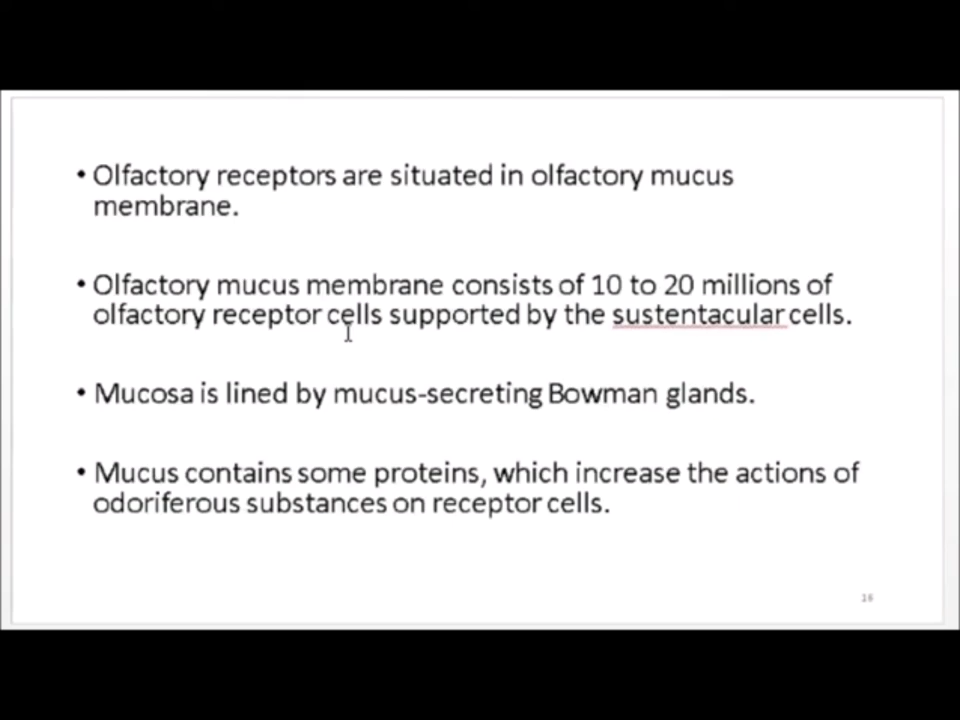 • Olfactory receptors are situated in olfactory mucus
membrane.
• Olfactory mucus membrane consists of 10 to 20 millions of
olfactory receptor cells supported by the sustentacular cells.
• Mucosa is lined by mucus-secreting Bowman glands.
• Mucus contains some proteins, which increase the actions of
odoriferous substances on receptor cells.
16